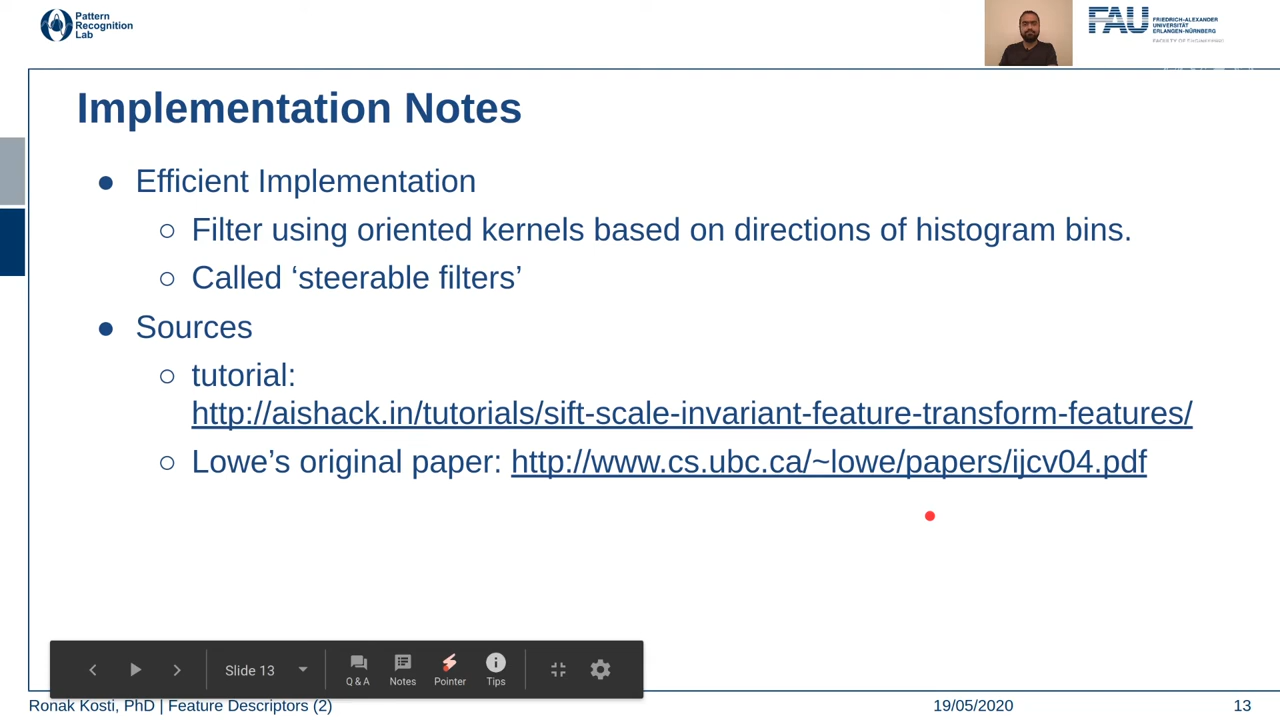 Pattern
Recognition
Lab
FAU
FRIEDRICH-ALEXANDER
UNIVERSITÄT
ERLANGEN-NÜRNBERG
FACULTY OF ENGINEERING
Implementation Notes
● Efficient Implementation
○ Filter using oriented kernels based on directions of histogram bins.
○ Called ‘steerable filters’
● Sources
○ tutorial:
http://aishack.in/tutorials/sift-scale-invariant-feature-transform-features/
○ Lowe’s original paper: http://www.cs.ubc.ca/~lowe/papers/ijcv04.pdf
Slide 13
Q & A
Notes
Pointer
Tips
Ronak Kosti, PhD | Feature Descriptors (2)
19/05/2020
13